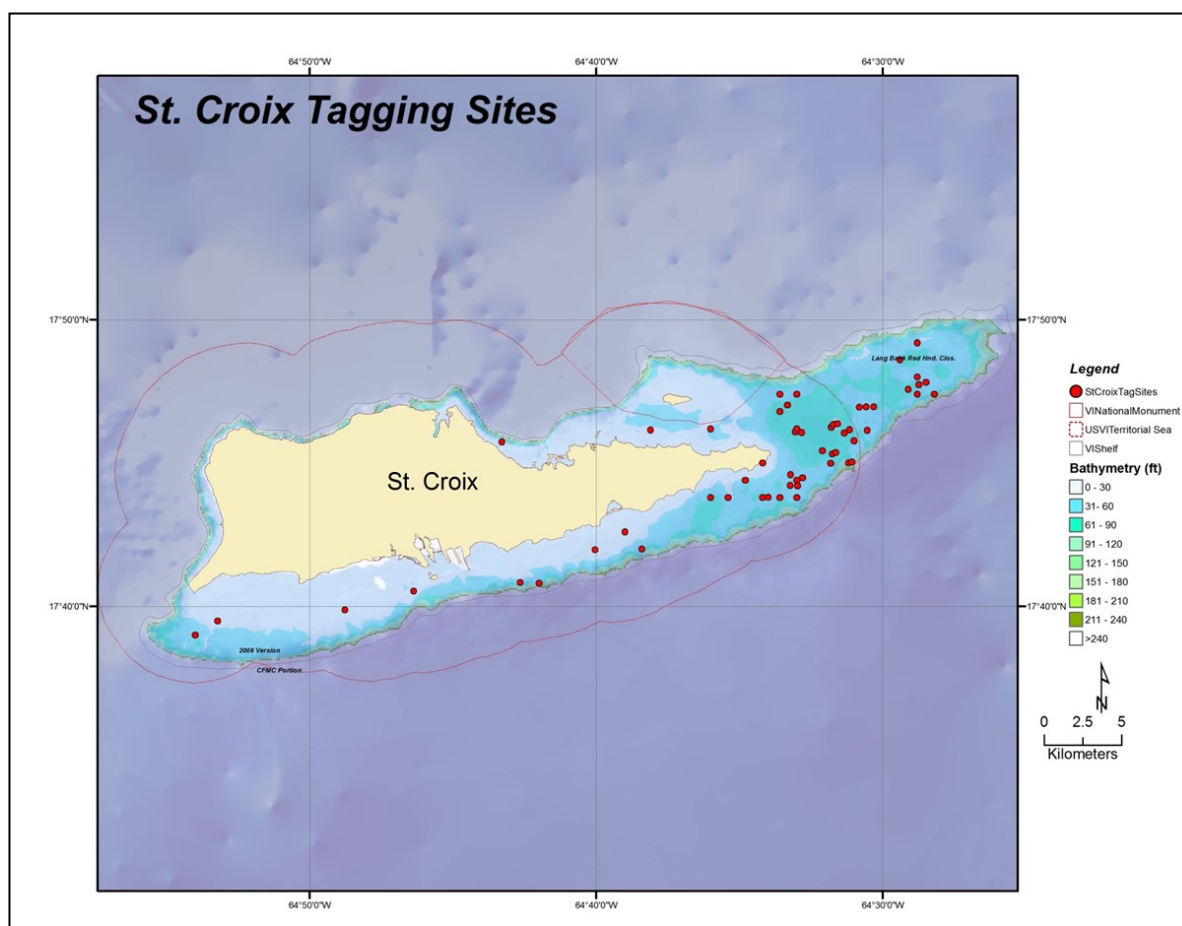 64°50'0"W
64°40'0"W
64°30'0"W
St. Croix Tagging Sites
17°50'0"N
17°50'0"N
Lang Bank Red Hnd. Clos.
St. Croix
17°40'0"N
17°40'0"N
2006 Version
CFMC Portion
64°50'0"W
64°40'0"W
64°30'0"W
Legend
StCroixTagSites
VINationalMonument
USVITerritorial Sea
VIShelf
Bathymetry (ft)
0 - 30
31- 60
61 - 90
91 - 120
121 - 150
151 - 180
181 - 210
211 - 240
>240
N
0 2.5 5
Kilometers